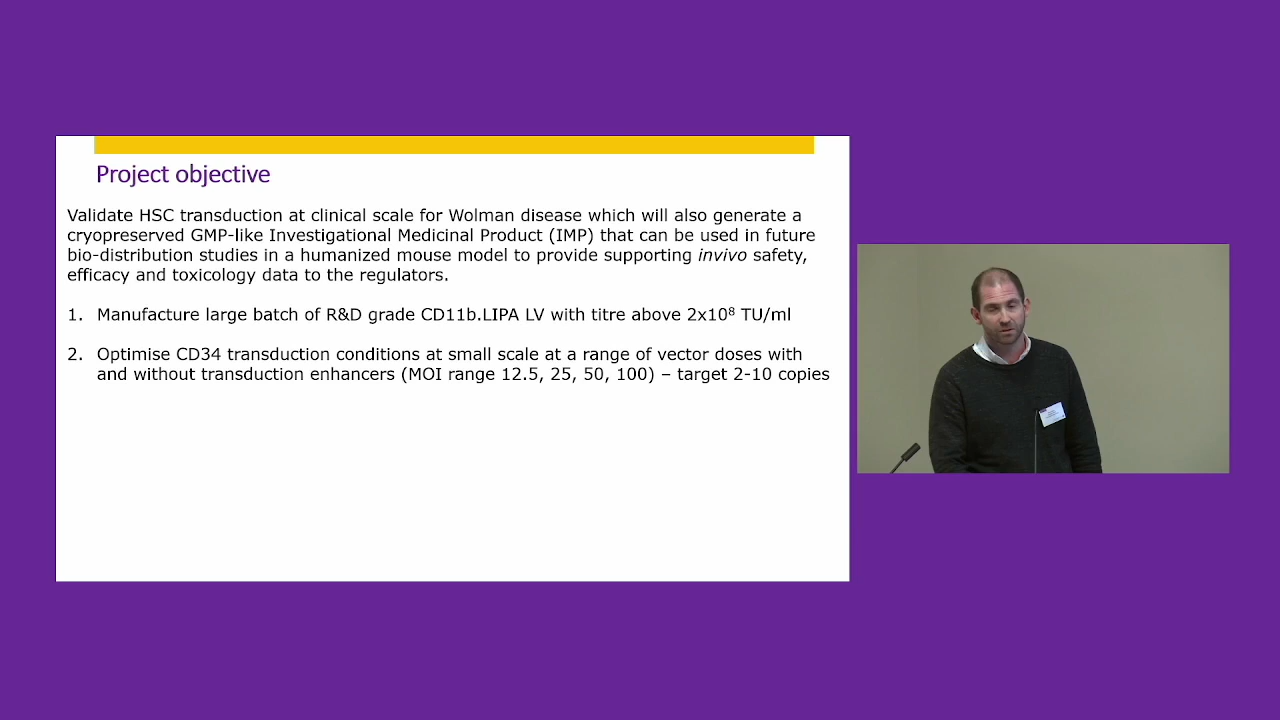 Project objective
Validate HSC transduction at clinical scale for Wolman disease which will also generate a
cryopreserved GMP-like Investigational Medicinal Product (IMP) that can be used in future
bio-distribution studies in a humanized mouse model to provide supporting invivo safety,
efficacy and toxicology data to the regulators.
1. Manufacture large batch of R&D grade CD11b.LIPA LV with titre above 2x10⁸ TU/ml
2. Optimise CD34 transduction conditions at small scale at a range of vector doses with
and without transduction enhancers (MOI range 12.5, 25, 50, 100) – target 2-10 copies